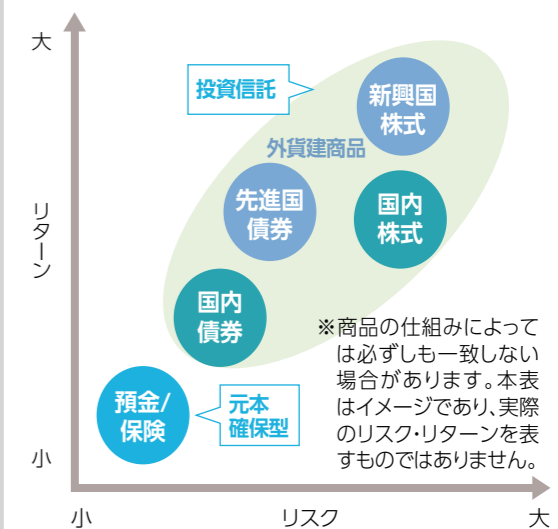 大
投資信託
新興国
株式
外貨建商品
先進国
債券
国内
株式
リターン
国内
債券
※商品の仕組みによって
は必ずしも一致しない
場合があります。本表
はイメージであり、実際
のリスク・リターンを表
すものではありません。
預金/
保険
元本
確保型
小
小
リスク
大